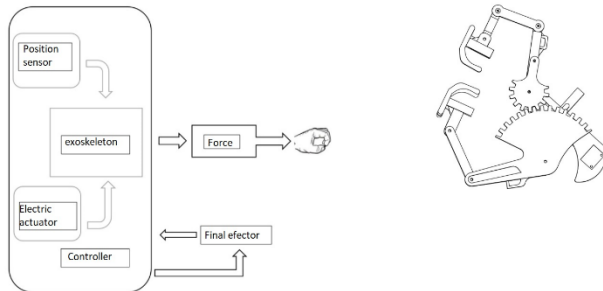 Position
sensor
exoskeleton
Force
Electric
actuator
Final efector
Controller